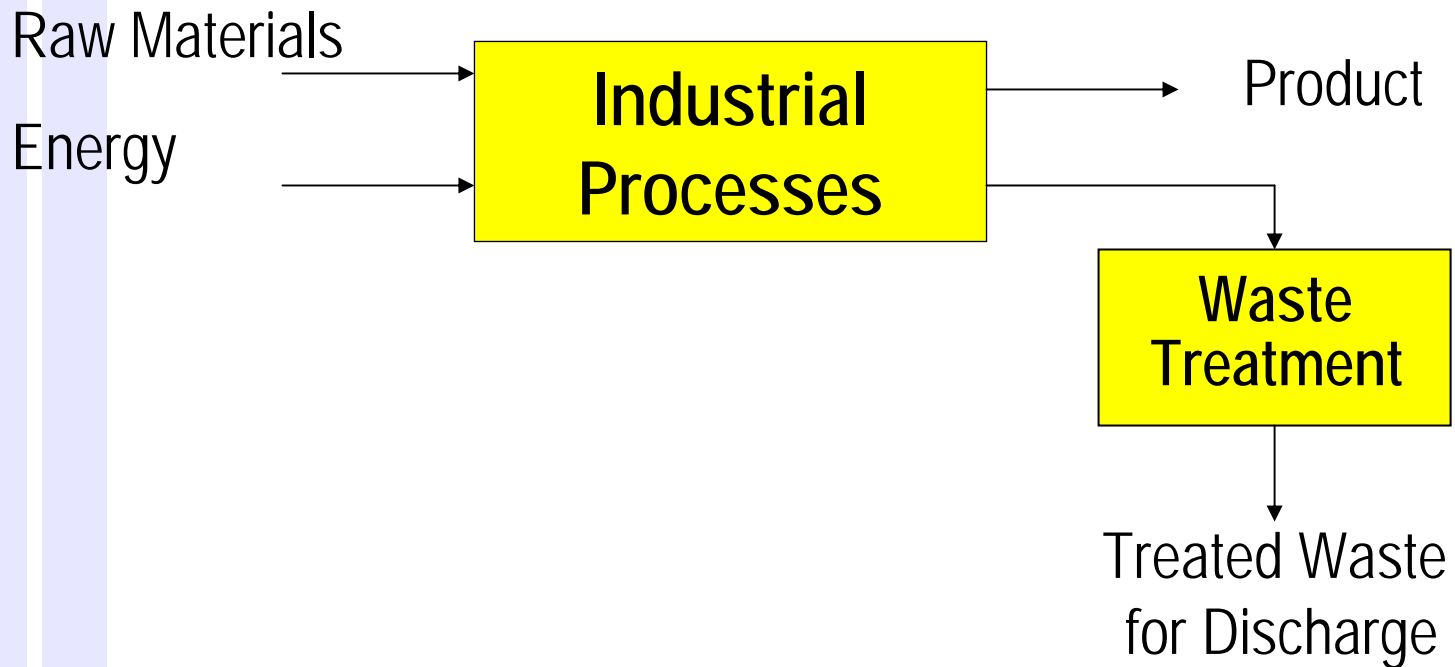 Raw Materials
Energy
Industrial
Processes
Product
Waste
Treatment
Treated Waste
for Discharge